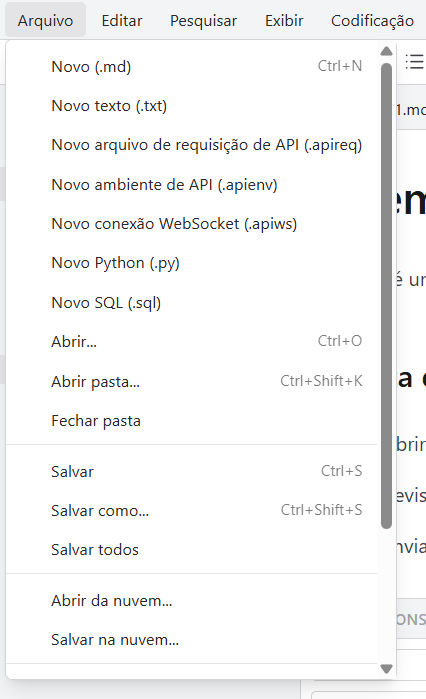 Arquivo Editar Pesquisar Exibir Codificação
Novo (.md) Ctrl+N
Novo texto (.txt)
Novo arquivo de requisição de API (.apireq)
Novo ambiente de API (.apienv)
Novo conexão WebSocket (.apiws)
Novo Python (.py)
Novo SQL (.sql)
Abrir... Ctrl+O
Abrir pasta... Ctrl+Shift+K
Fechar pasta
Salvar Ctrl+S
Salvar como... Ctrl+Shift+S
Salvar todos
Abrir da nuvem...
Salvar na nuvem...